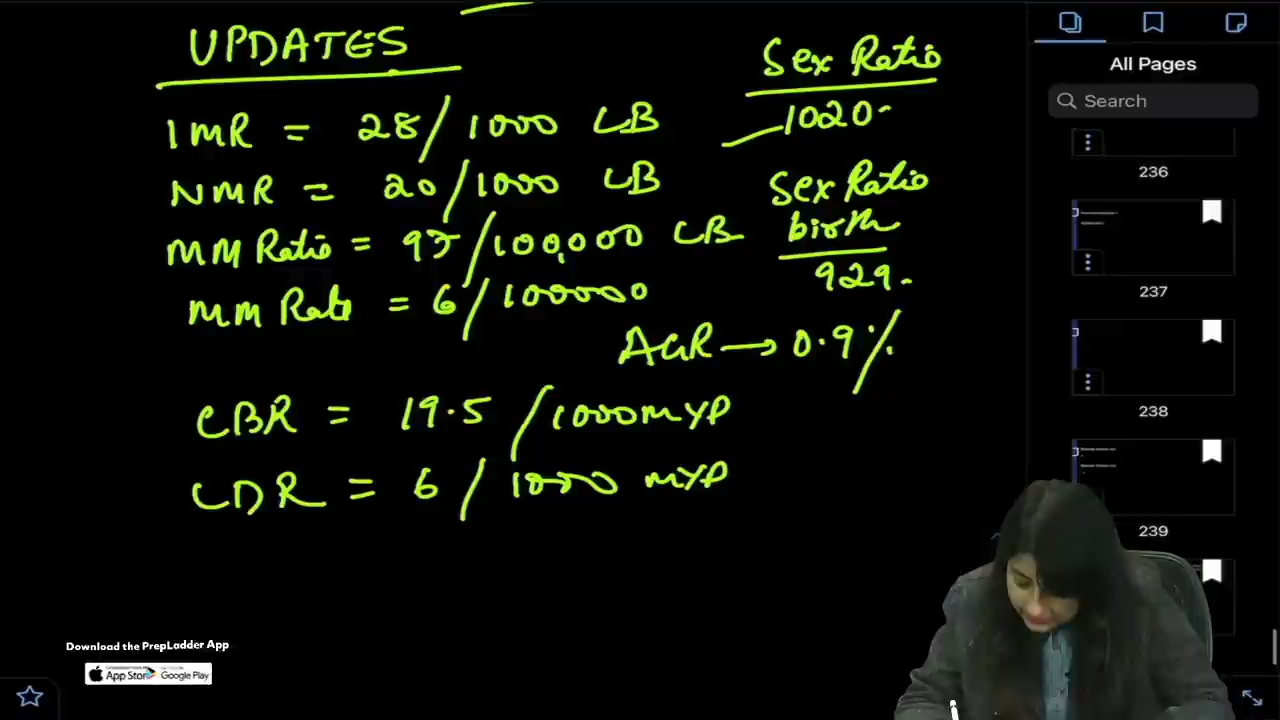 UPDATES
IMR = 28/1000 LB
NMR = 20/1000 LB
MM Ratio = 97/100,000 LB
MM Rate = 6/100000
Sex Ratio
1020
Sex Ratio
birth
929
AGR → 0.9%
CBR = 19.5/1000 MYP
CDR = 6/1000 MYP
Download the PrepLadder App
App Store Google Play
All Pages
Search
236
237
238
239